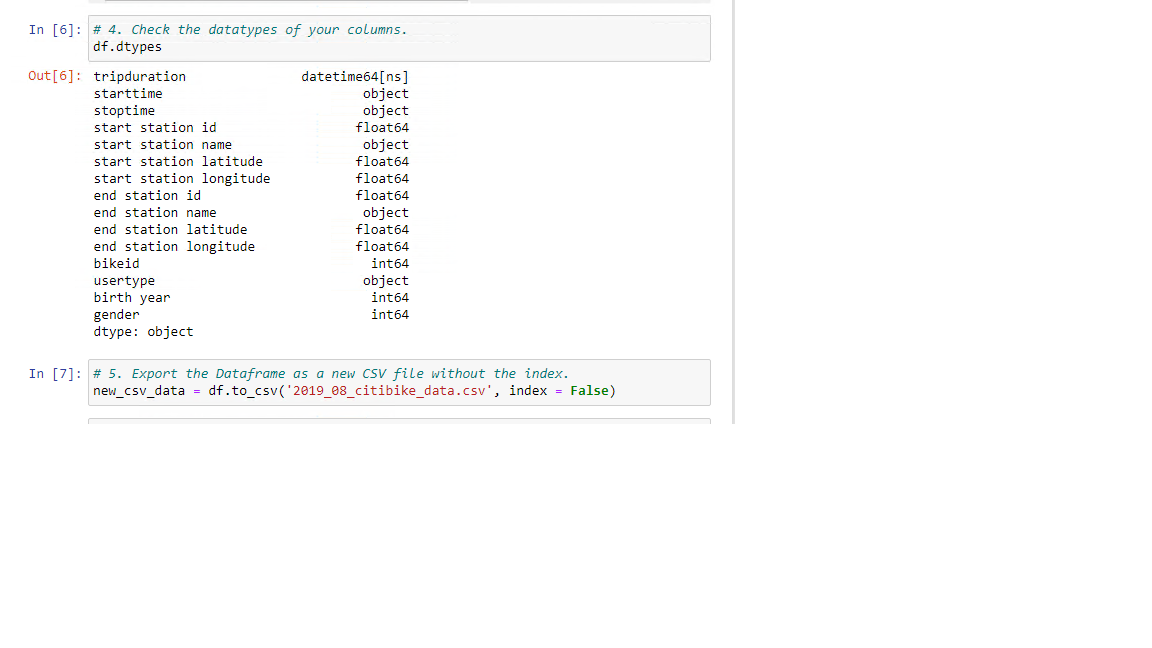 In [6]: # 4. Check the datatypes of your columns.
df.dtypes
Out[6]: tripduration datetime64[ns]
starttime object
stoptime object
start station id float64
start station name object
start station latitude float64
start station longitude float64
end station id float64
end station name object
end station latitude float64
end station longitude float64
bikeid int64
usertype object
birth year int64
gender int64
dtype: object
In [7]: # 5. Export the Dataframe as a new CSV file without the index.
new_csv_data = df.to_csv('2019_08_citibike_data.csv', index = False)